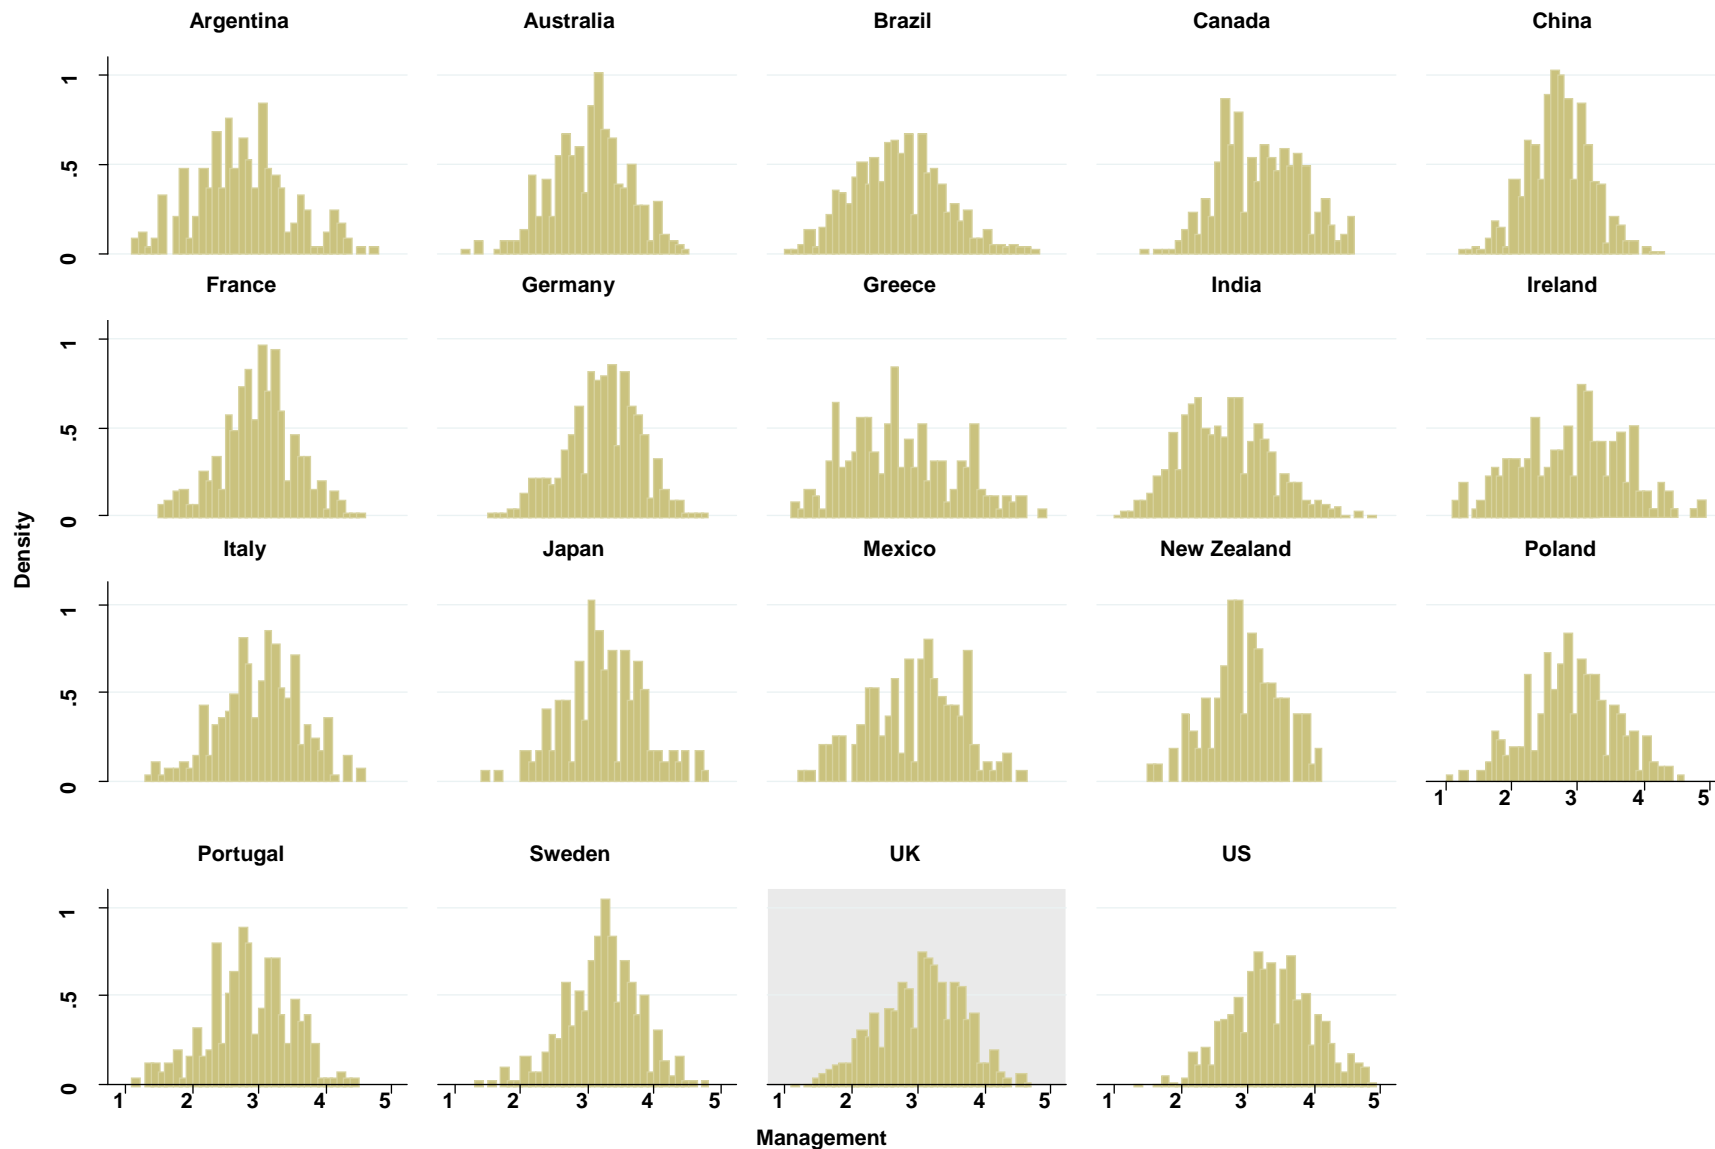 Argentina Australia Brazil Canada China
1
.5
0
France Germany Greece India Ireland
1
.5
0
Italy Japan Mexico New Zealand Poland
1
.5
0
1 2 3 4 5
Portugal Sweden UK US
1
.5
0
1 2 3 4 5 1 2 3 4 5 1 2 3 4 5 1 2 3 4 5
Density
Management